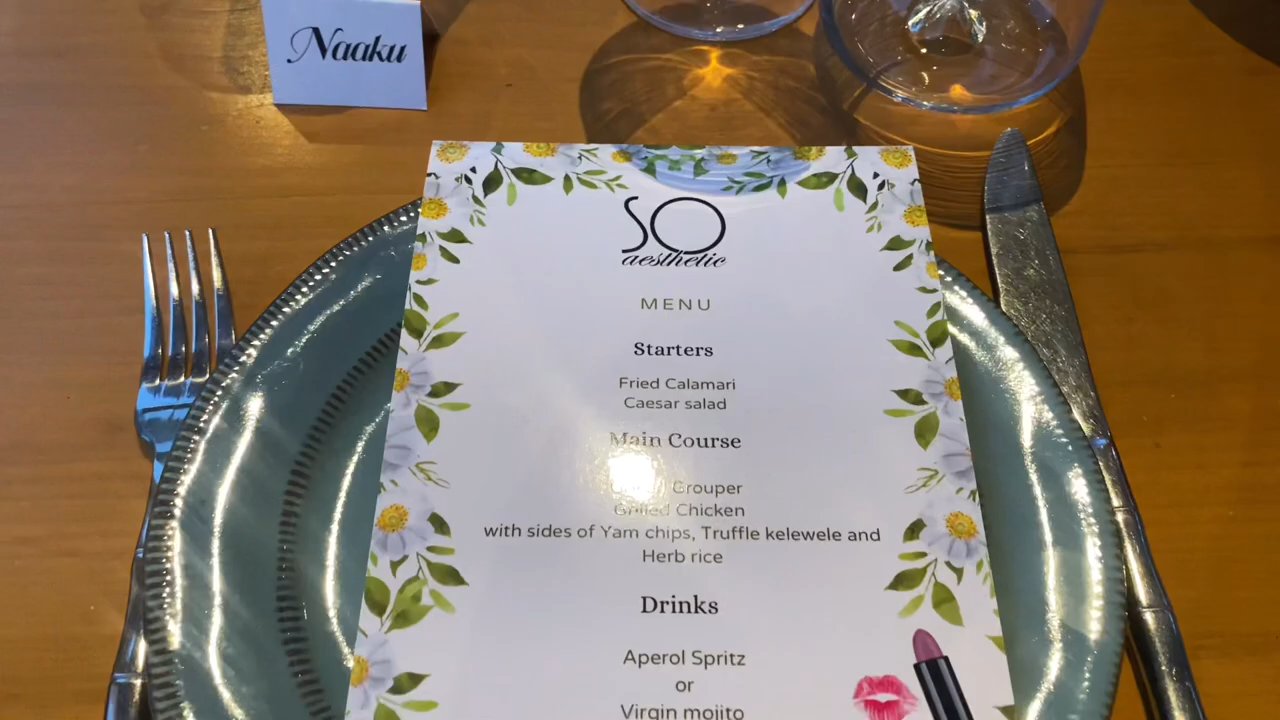 Naaku
SO
aesthetic
MENU
Starters
Fried Calamari
Caesar salad
Main Course
Grouper
Grilled Chicken
with sides of Yam chips, Truffle kelewele and
Herb rice
Drinks
Aperol Spritz
or
Virgin mojito